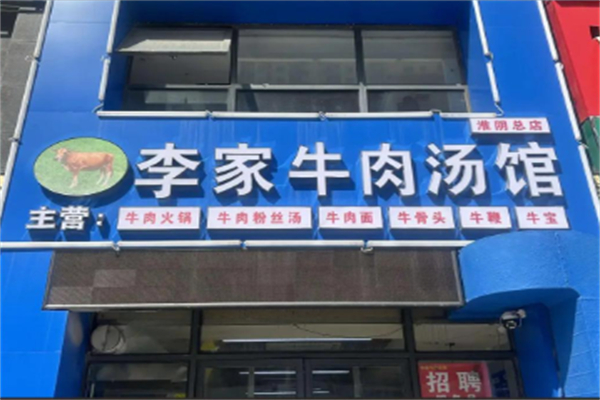 淮阴总店
李家牛肉汤馆
主营：牛肉火锅 牛肉粉丝汤 牛肉面 牛骨头 牛鞭 牛宝
招聘